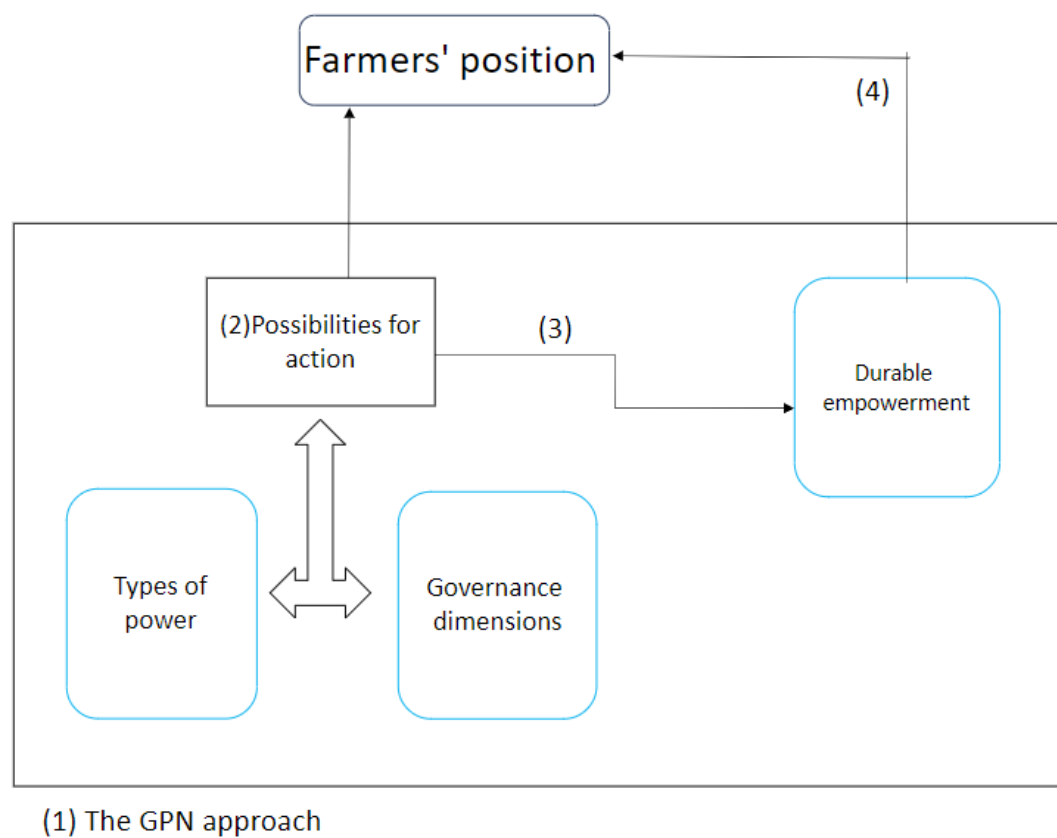 Farmers' position
(4)
(2)Possibilities for
action
(3)
Durable
empowerment
Types of
power
Governance
dimensions
(1) The GPN approach